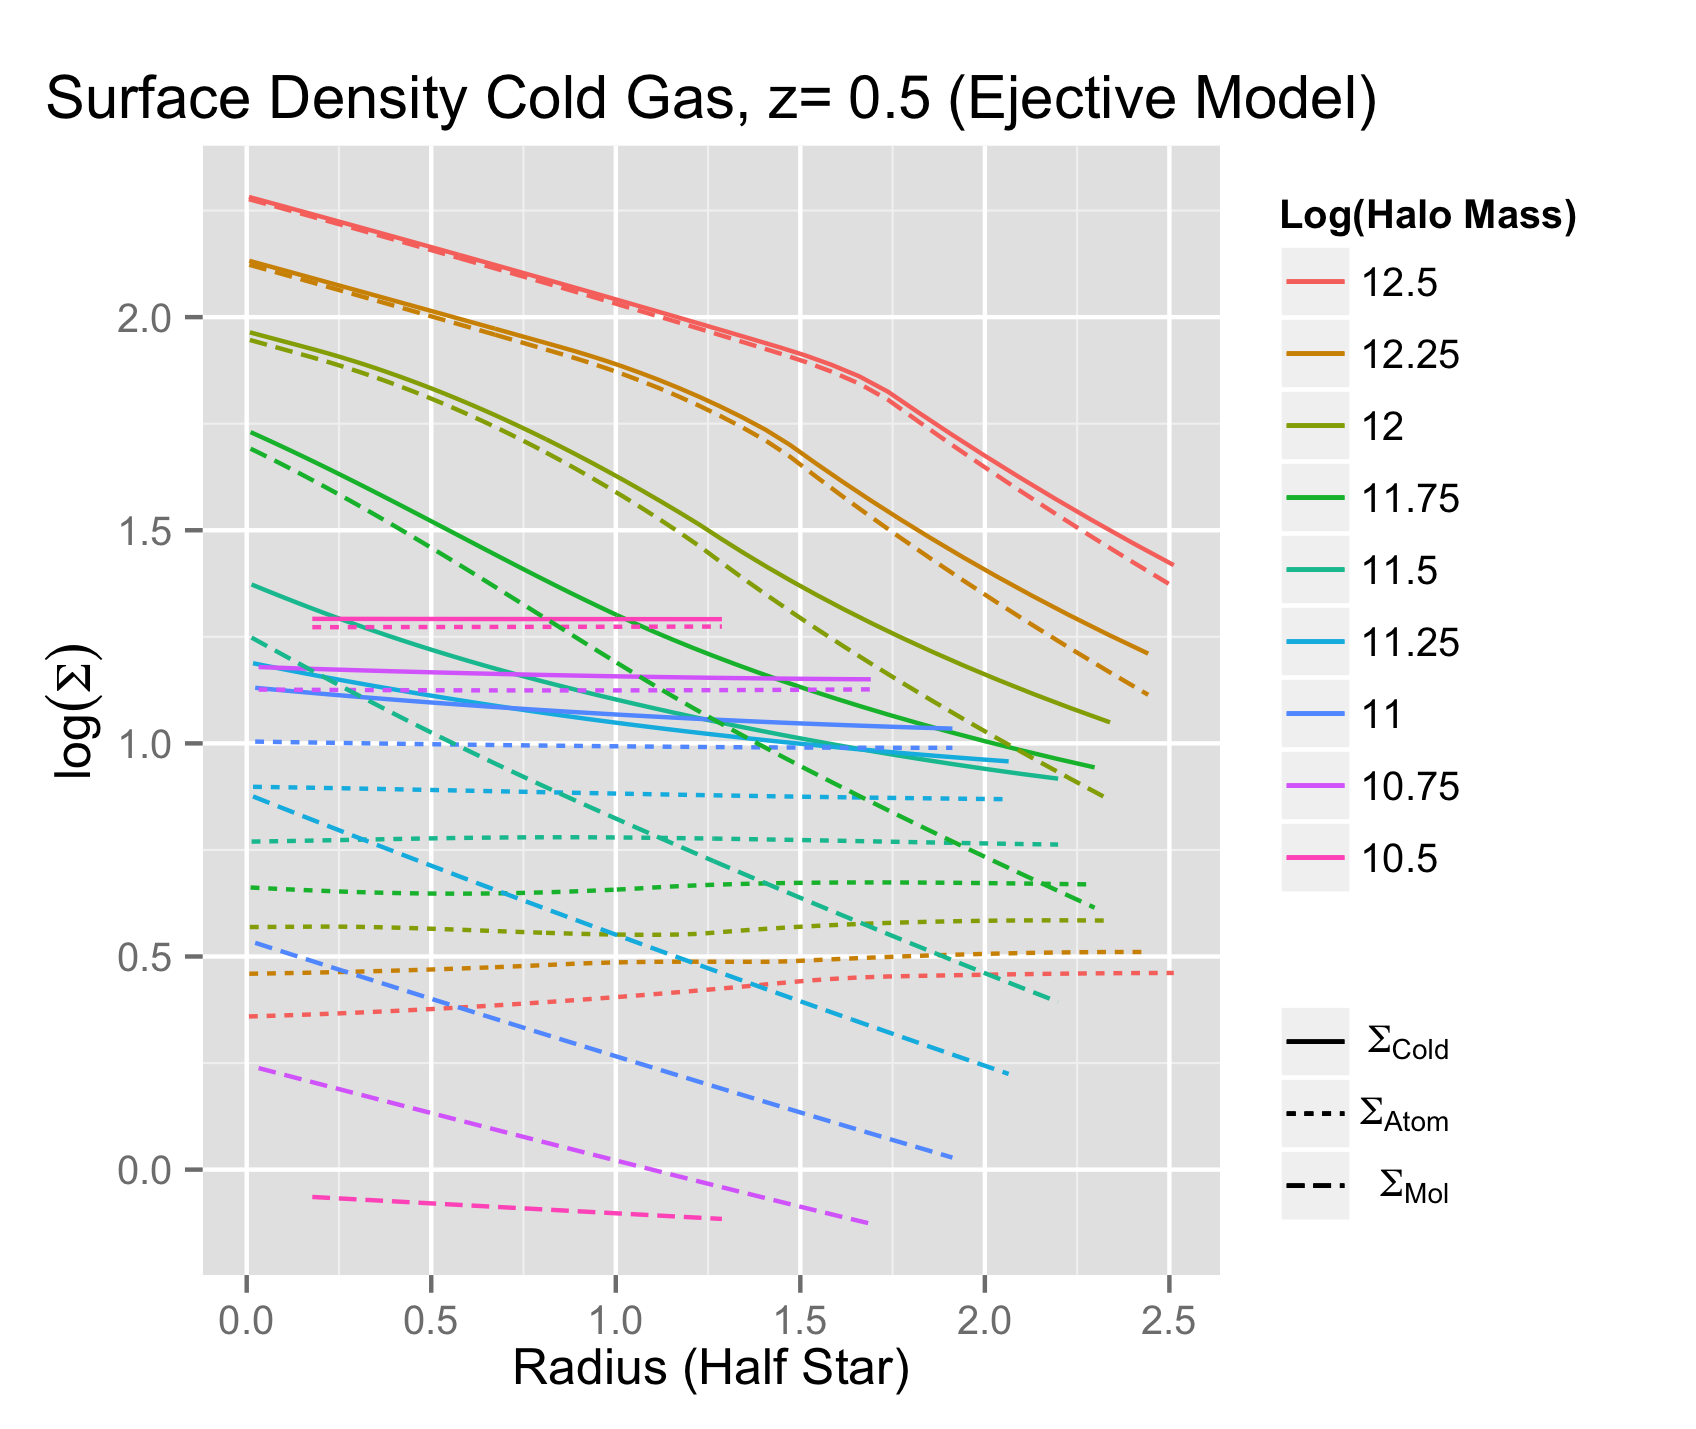 Surface Density Cold Gas, z= 0.5 (Ejective Model)
log(Σ)
2.0
1.5
1.0
0.5
0.0
0.0 0.5 1.0 1.5 2.0 2.5
Radius (Half Star)
Log(Halo Mass)
12.5
12.25
12
11.75
11.5
11.25
11
10.75
10.5
ΣCold
ΣAtom
ΣMol